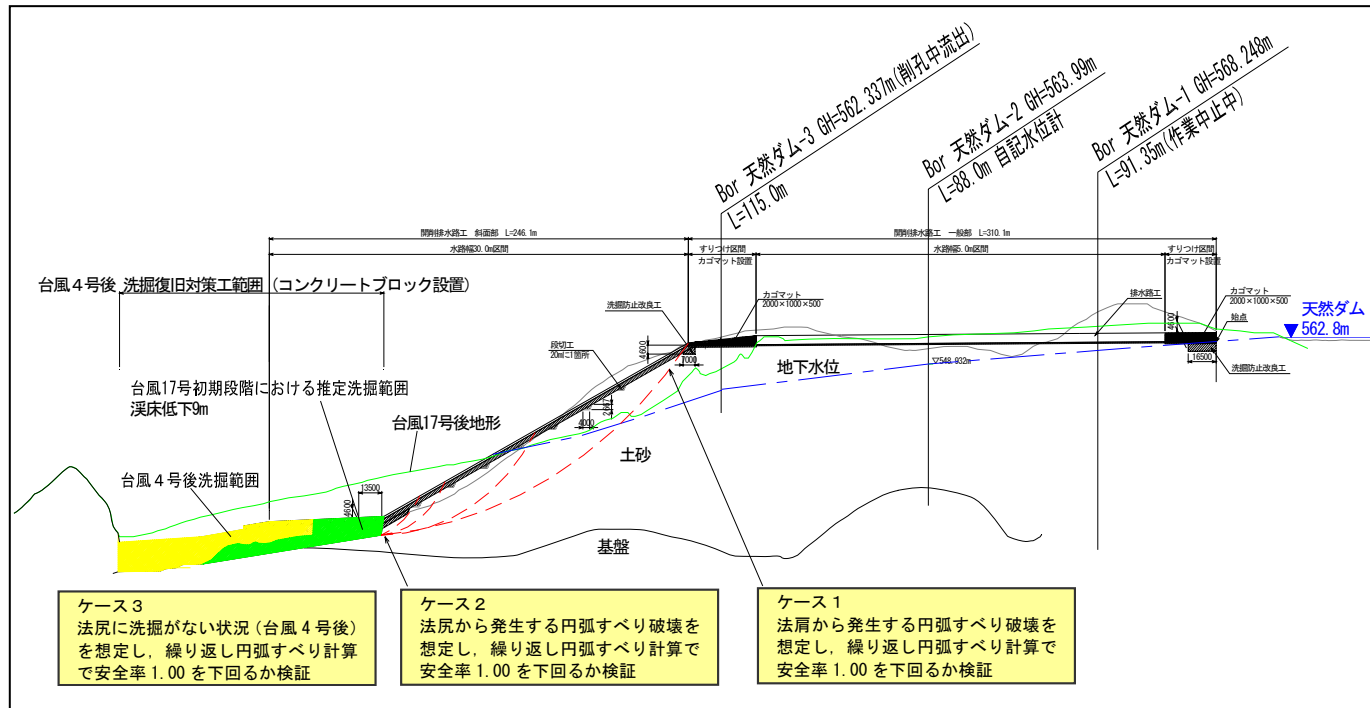 Bor 天然ダム-3 GH=562.337m(削孔中流出)
L=115.0m
Bor 天然ダム-2 GH=563.99m
L=88.0m 自記水位計
Bor 天然ダム-1 GH=568.248m
L=91.35m(作業中止中)
開削排水路工 斜面部 L=246.1m
開削排水路工 一般部 L=310.1m
水路幅30.0m区間
すりつけ区間
カゴマット設置
水路幅5.0m区間
すりつけ区間
カゴマット設置
台風4号後 洗掘復旧対策工範囲(コンクリートブロック設置)
洗掘防止改良工
カゴマット
2000×1000×500
排水路工
カゴマット
2000×1000×500
始点
天然ダム
562.8m
4600
7000
4600
16500
洗掘防止改良工
段切工
20mに1箇所
地下水位
▽548.932m
台風17号初期段階における推定洗掘範囲
渓床低下9m
4000
台風17号後地形
土砂
台風4号後洗掘範囲
13500
4600
基盤
ケース3
法尻に洗掘がない状況(台風4号後)
を想定し,繰り返し円弧すべり計算
で安全率1.00を下回るか検証
ケース2
法尻から発生する円弧すべり破壊を
想定し,繰り返し円弧すべり計算で
安全率1.00を下回るか検証
ケース1
法肩から発生する円弧すべり破壊を
想定し,繰り返し円弧すべり計算で
安全率1.00を下回るか検証